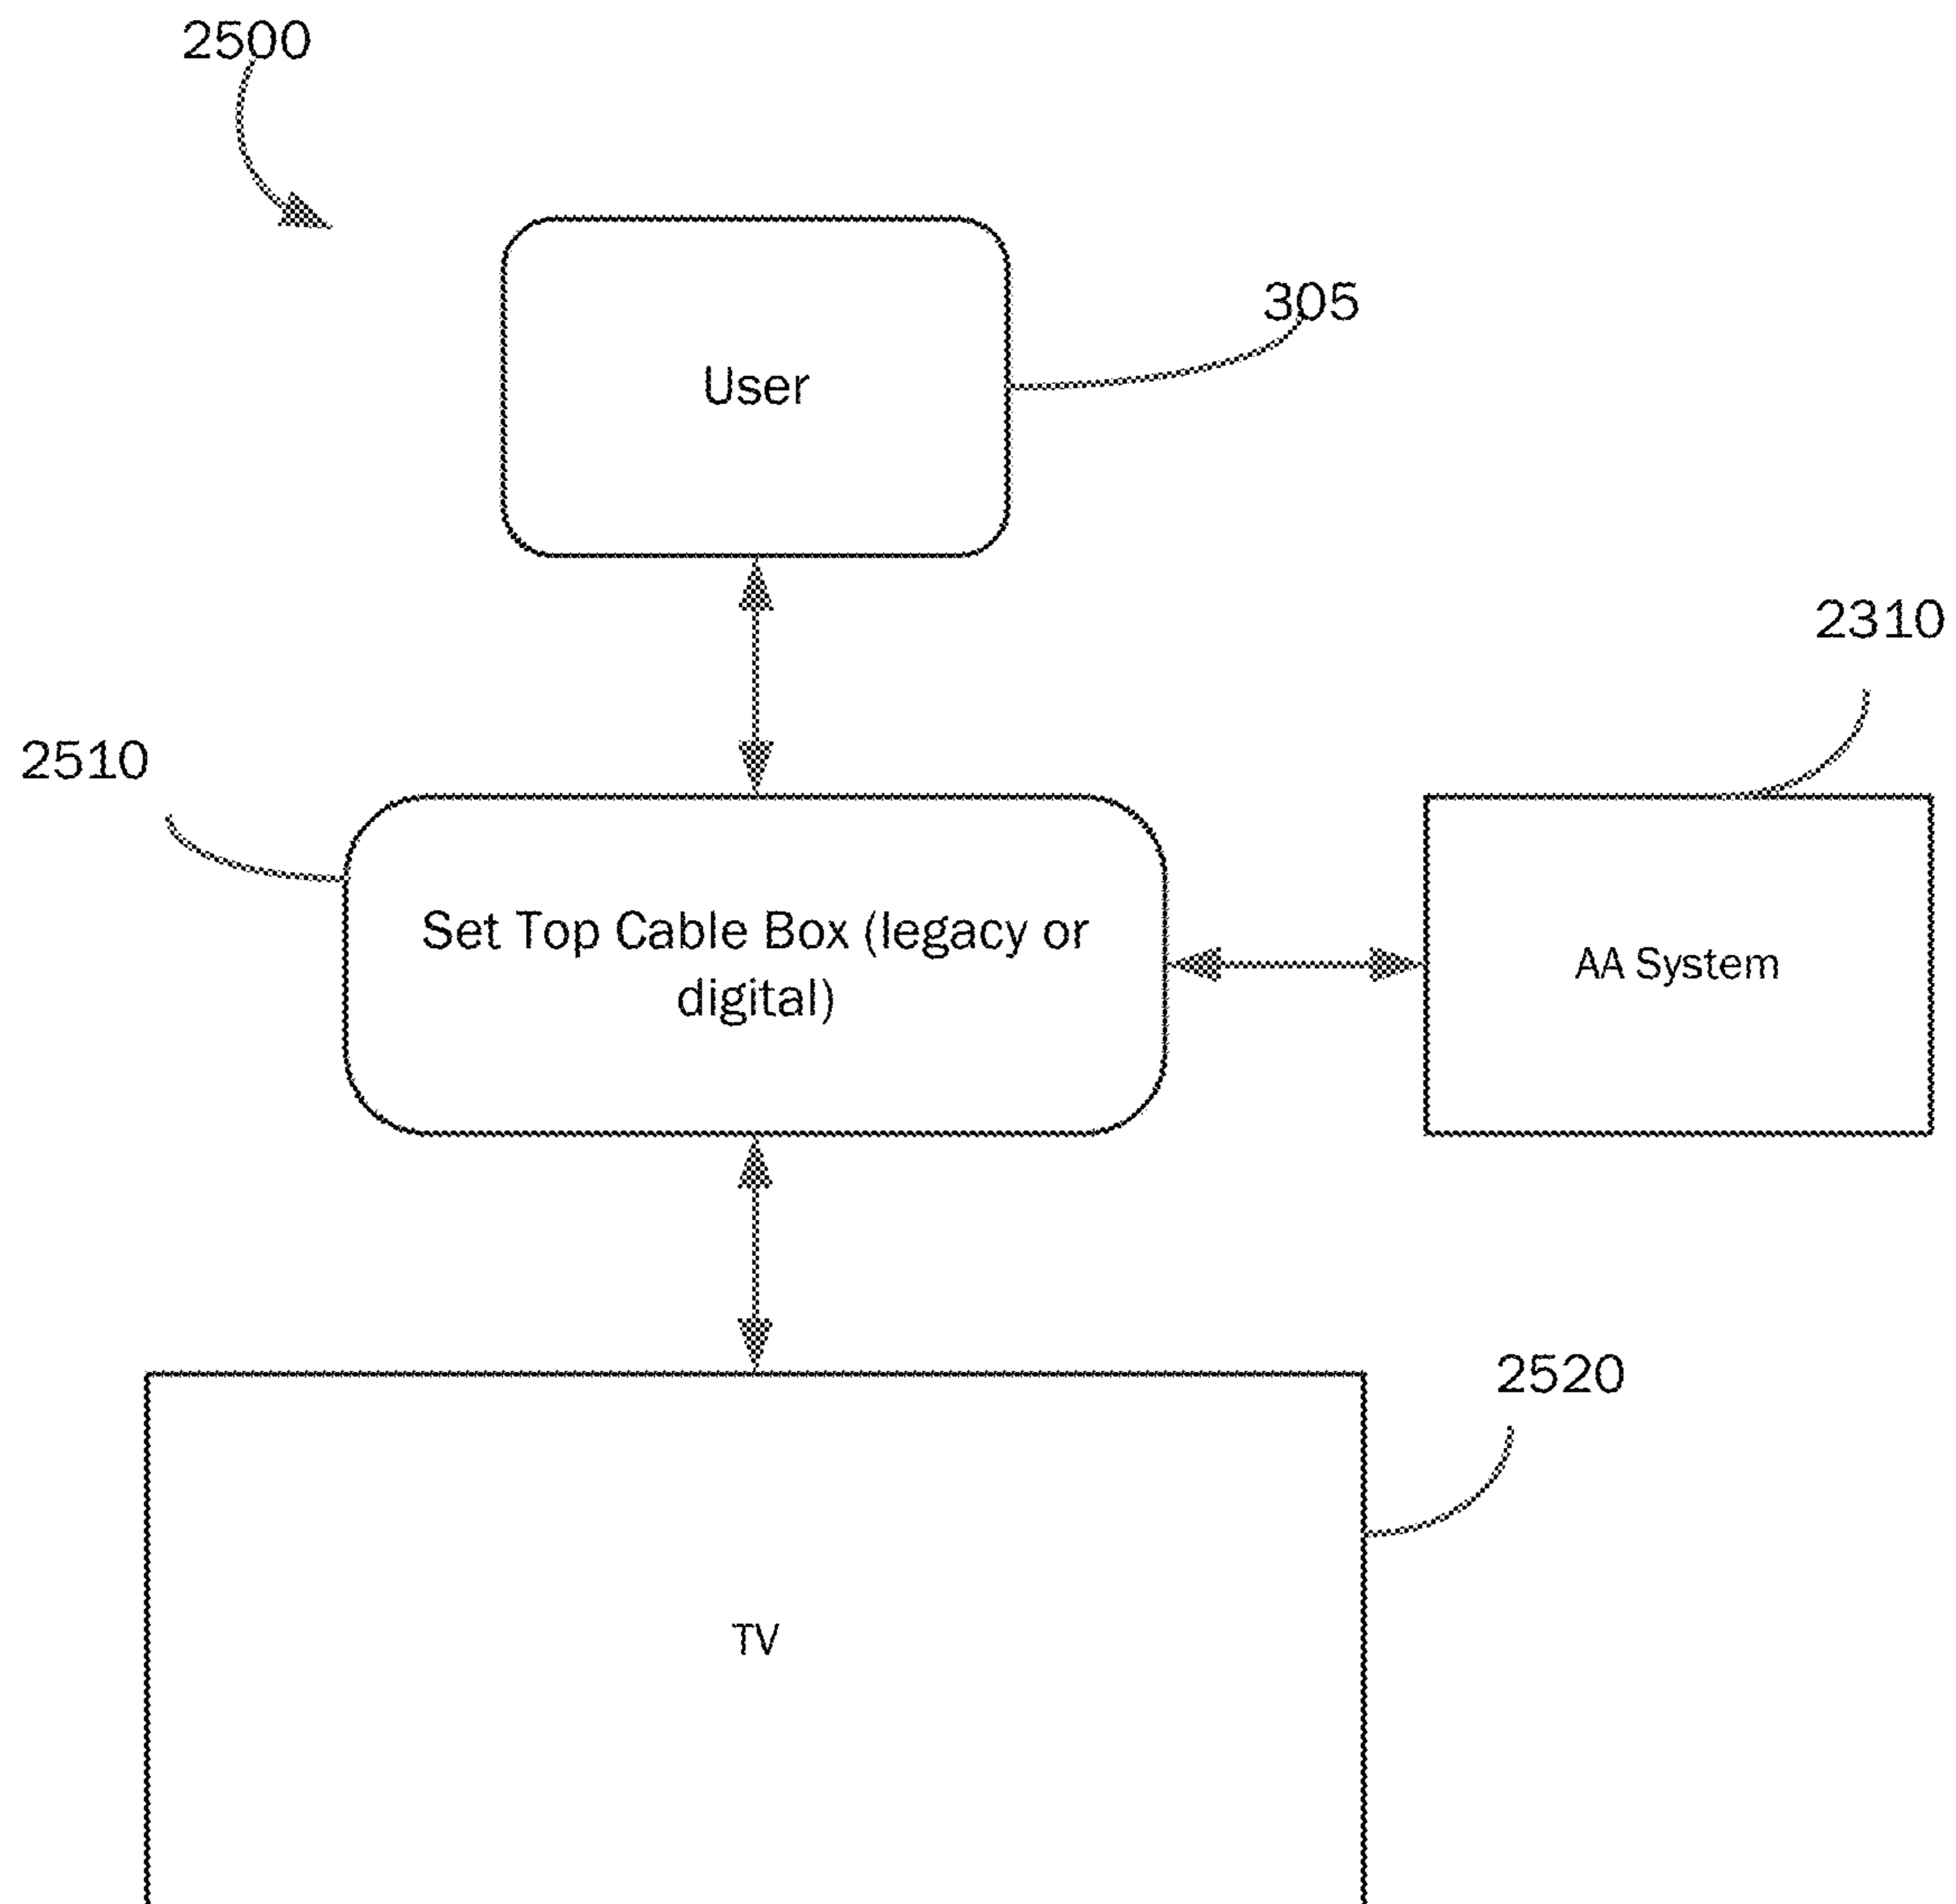 2500
305
User
2310
2510
Set Top Cable Box (legacy or
digital)
AA System
2520
TV